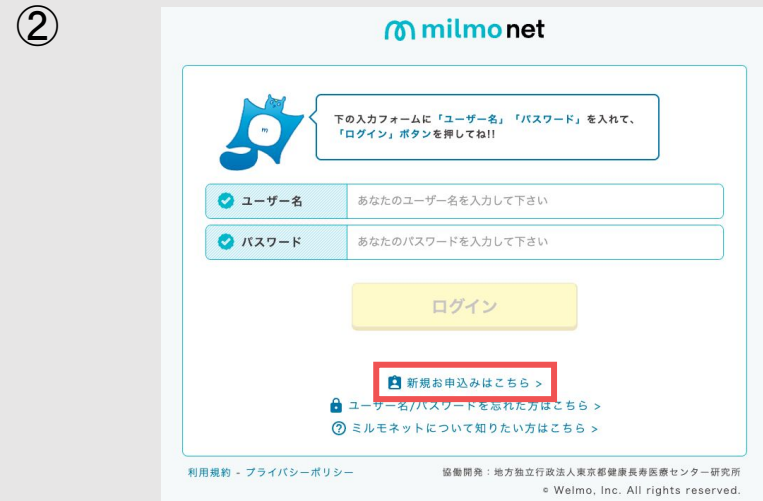 ②
milmo net
下の入力フォームに「ユーザー名」「パスワード」を入れて、
「ログイン」ボタンを押してね!!
m
ユーザー名
あなたのユーザー名を入力して下さい
パスワード
あなたのパスワードを入力して下さい
ログイン
新規お申込みはこちら >
ユーザー名/パスワードを忘れた方はこちら >
? ミルモネットについて知りたい方はこちら >
利用規約 - プライバシーポリシー
協働開発：地方独立行政法人東京都健康長寿医療センター研究所
© Welmo, Inc. All rights reserved.